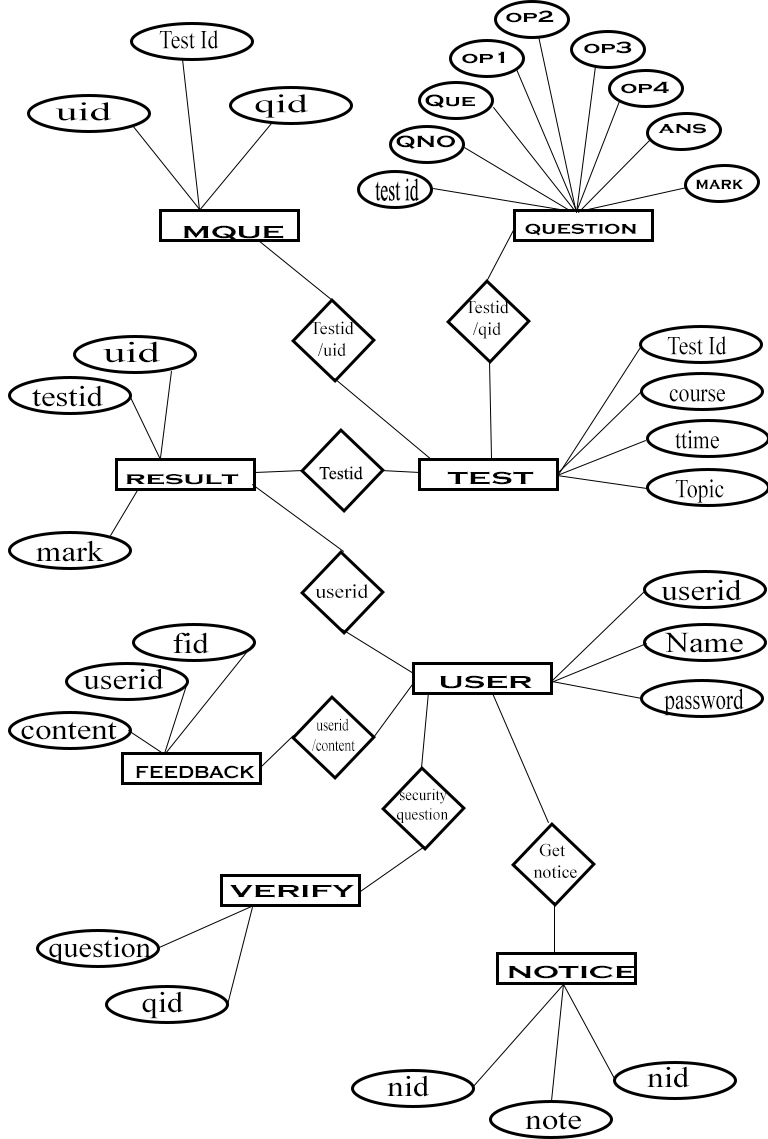 Test Id
uid
qid
MQUE
OP2
OP1
OP3
QUE
OP4
QNO
ANS
test id
MARK
QUESTION
Testid
/uid
Testid
/qid
uid
testid
RESULT
mark
Testid
TEST
Test Id
course
ttime
Topic
userid
fid
userid
content
FEEDBACK
userid
/content
USER
userid
Name
password
security
question
VERIFY
question
qid
Get
notice
NOTICE
nid
note
nid